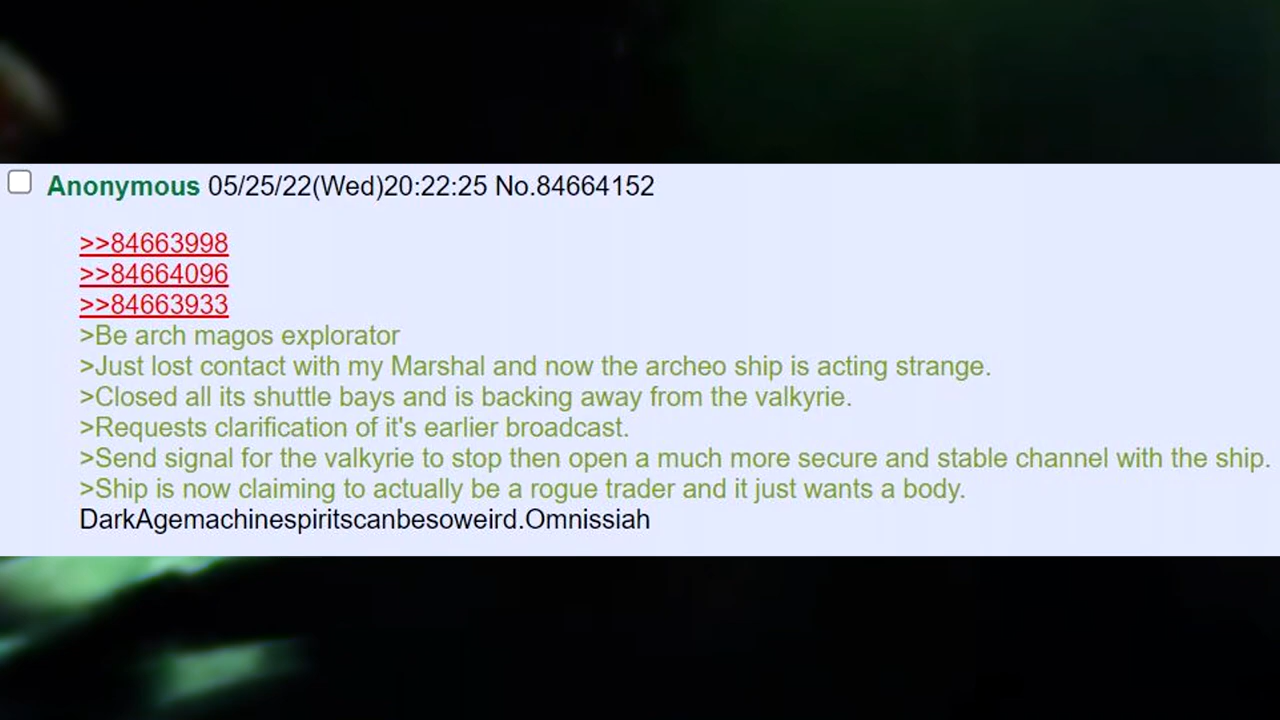 Anonymous 05/25/22(Wed)20:22:25 No.84664152
>>84663998
>>84664096
>>84663933
>Be arch magos explorator
>Just lost contact with my Marshal and now the archeo ship is acting strange.
>Closed all its shuttle bays and is backing away from the valkyrie.
>Requests clarification of it's earlier broadcast.
>Send signal for the valkyrie to stop then open a much more secure and stable channel with the ship.
>Ship is now claiming to actually be a rogue trader and it just wants a body.
DarkAgemachinespiritscanbesoweird.Omnissiah